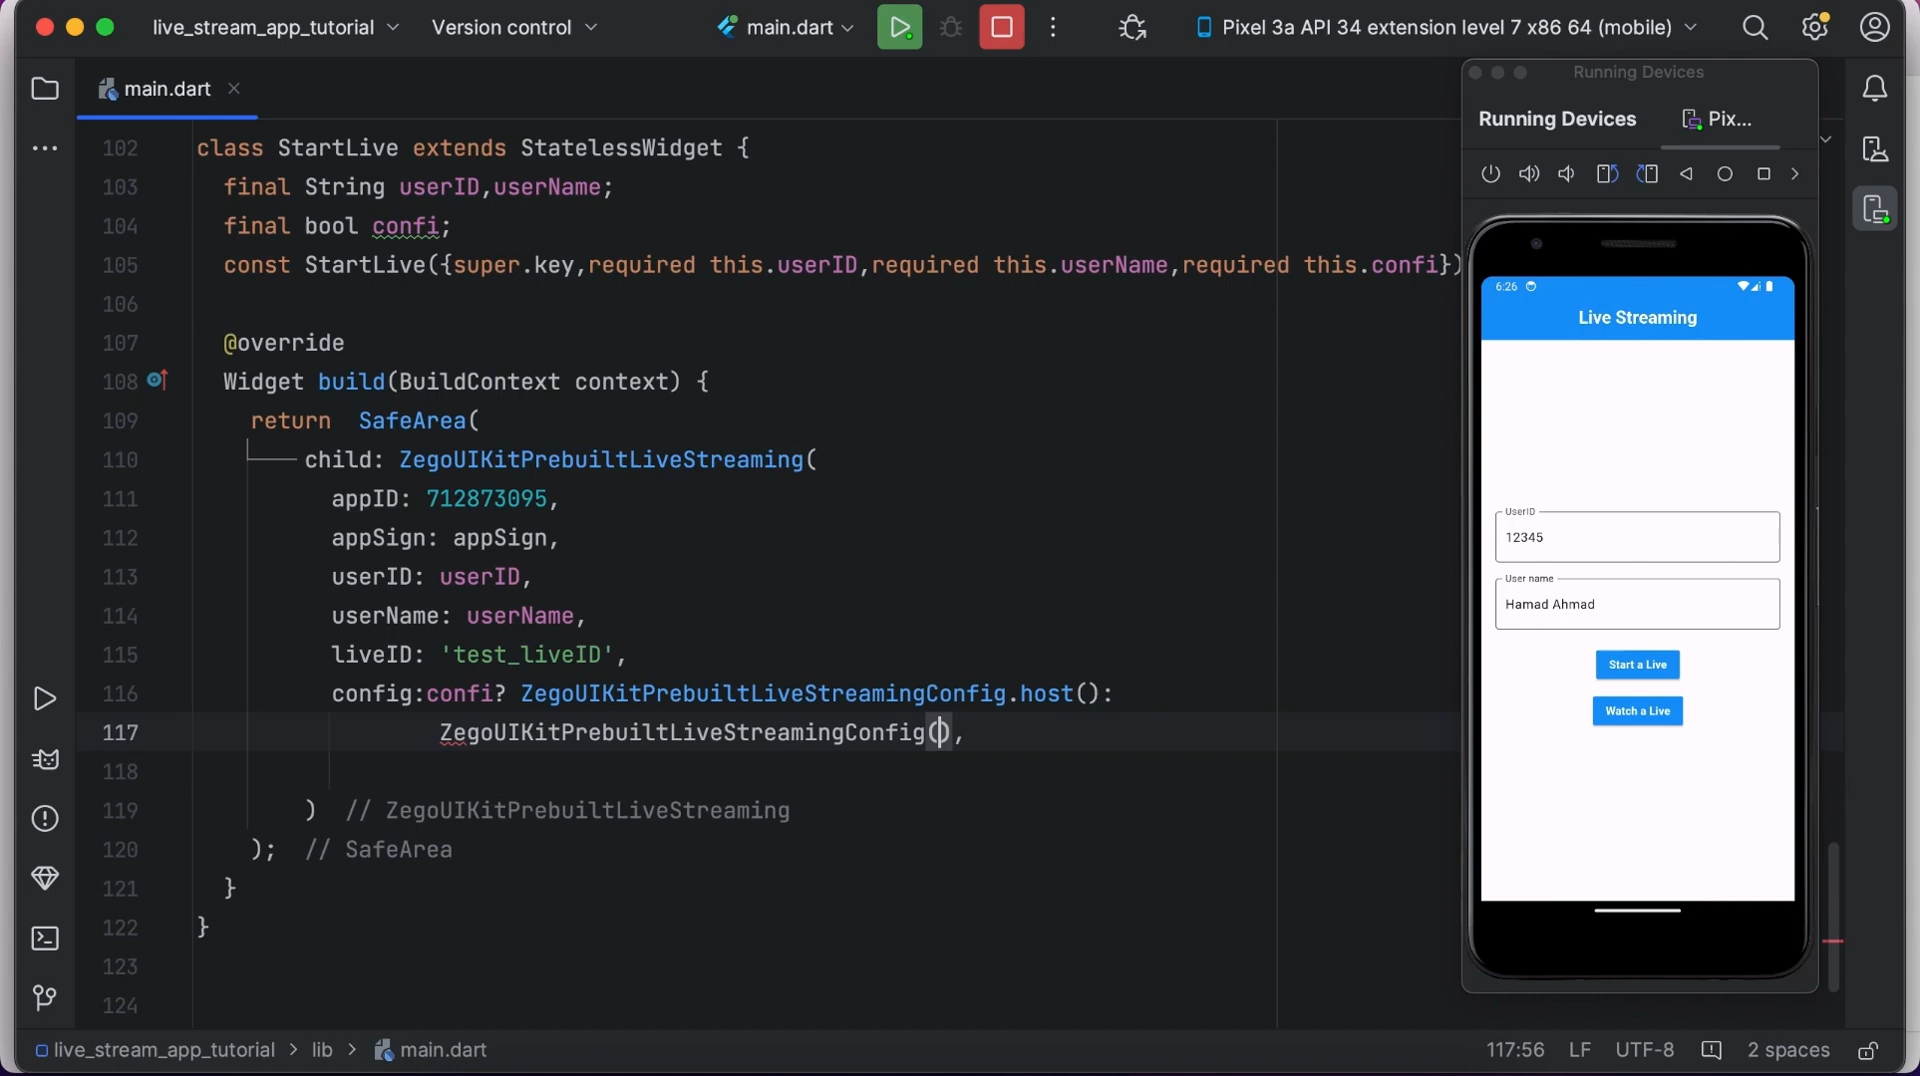 live_stream_app_tutorial Version control main.dart Pixel 3a API 34 extension level 7 x86 64 (mobile)
main.dart
102 class StartLive extends StatelessWidget {
103 final String userID,userName;
104 final bool confi;
105 const StartLive({super.key,required this.userID,required this.userName,required this.confi})
106
107 @override
108 Widget build(BuildContext context) {
109 return  SafeArea(
110 child: ZegoUIKitPrebuiltLiveStreaming(
111 appID: 712873095,
112 appSign: appSign,
113 userID: userID,
114 userName: userName,
115 liveID: 'test_liveID',
116 config:confi? ZegoUIKitPrebuiltLiveStreamingConfig.host():
117 ZegoUIKitPrebuiltLiveStreamingConfig(),
118
119 ) // ZegoUIKitPrebuiltLiveStreaming
120 ); // SafeArea
121 }
122 }
123
124
Running Devices
Running Devices Pix...
6:26
Live Streaming
UserID
12345
User name
Hamad Ahmad
Start a Live
Watch a Live
live_stream_app_tutorial > lib > main.dart 117:56 LF UTF-8 2 spaces